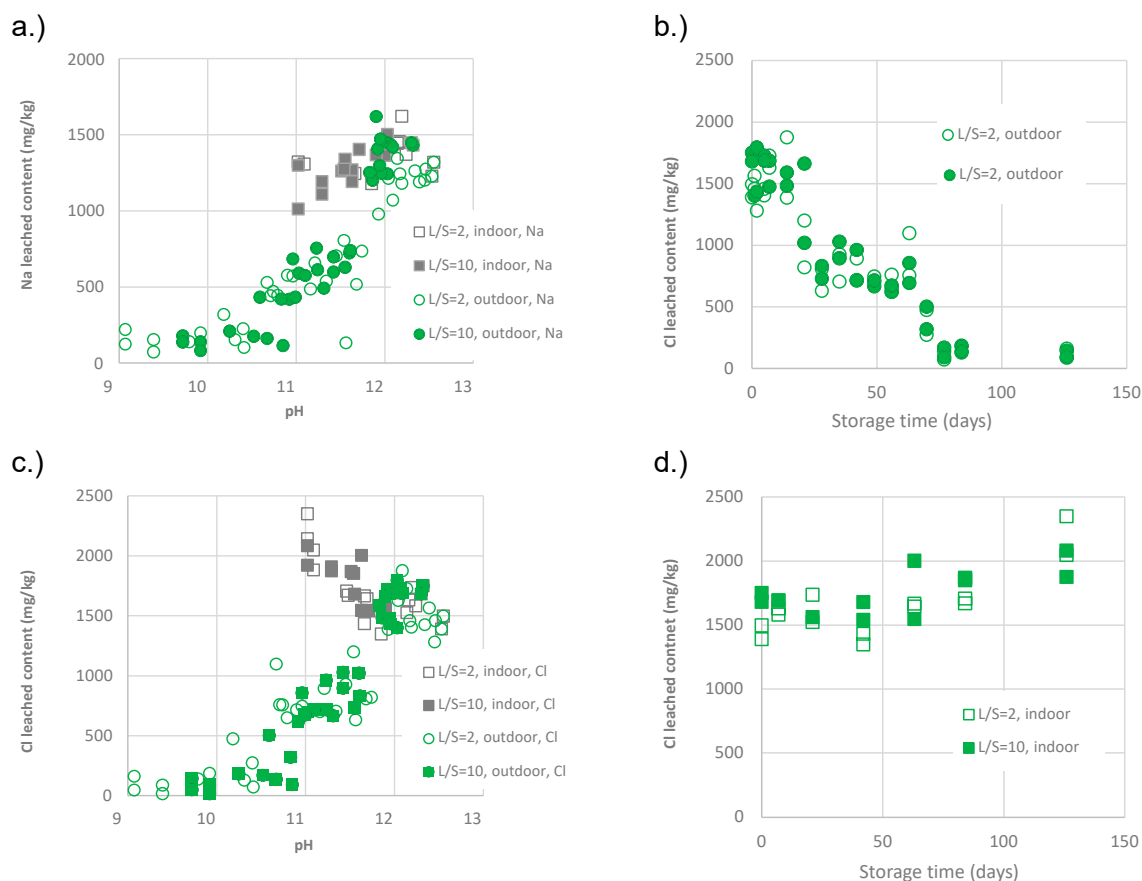 a.)
2000
1500
1000
500
0
9
10
11
12
13
Na leached content (mg/kg)
pH
L/S=2, indoor, Na
L/S=10, indoor, Na
L/S=2, outdoor, Na
L/S=10, outdoor, Na
b.)
2500
2000
1500
1000
500
0
0
50
100
150
Cl leached content (mg/kg)
Storage time (days)
L/S=2, outdoor
L/S=2, outdoor
c.)
2500
2000
1500
1000
500
0
9
10
11
12
13
Cl leached content (mg/kg)
pH
L/S=2, indoor, Cl
L/S=10, indoor, Cl
L/S=2, outdoor, Cl
L/S=10, outdoor, Cl
d.)
2500
2000
1500
1000
500
0
0
50
100
150
Cl leached contnet (mg/kg)
Storage time (days)
L/S=2, indoor
L/S=10, indoor